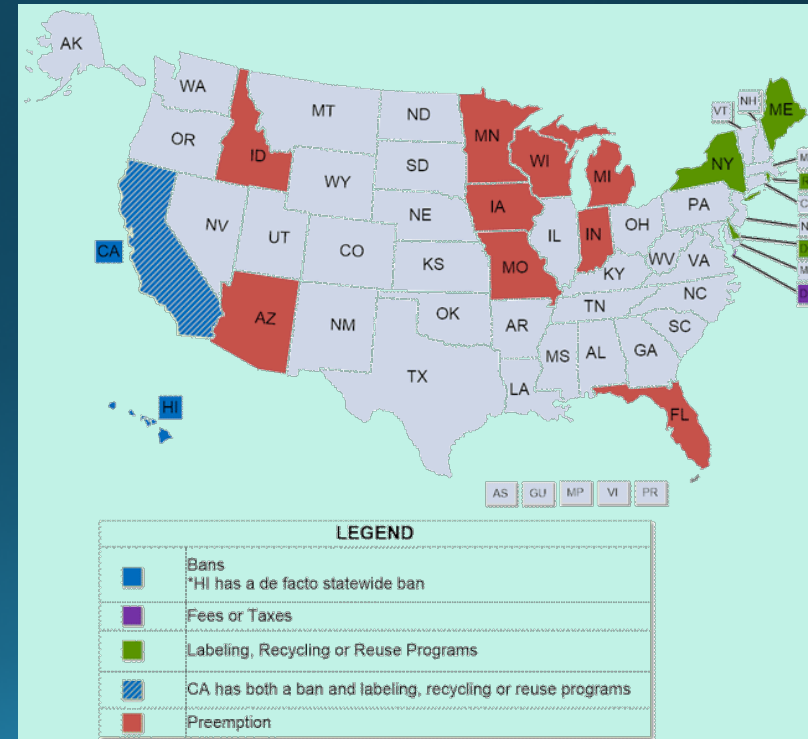 AK
WA
MT
ND
VT
NH
ME
OR
ID
MN
SD
WI
NY
WY
MI
IA
NE
PA
NV
UT
CO
IL
IN
OH
CA
KS
MO
WV
VA
KY
AZ
NM
OK
AR
TN
NC
SC
MS
AL
GA
HI
TX
LA
FL
AS
GU
MP
VI
PR
LEGEND
Bans
*HI has a de facto statewide ban
Fees or Taxes
Labeling, Recycling or Reuse Programs
CA has both a ban and labeling, recycling or reuse programs
Preemption